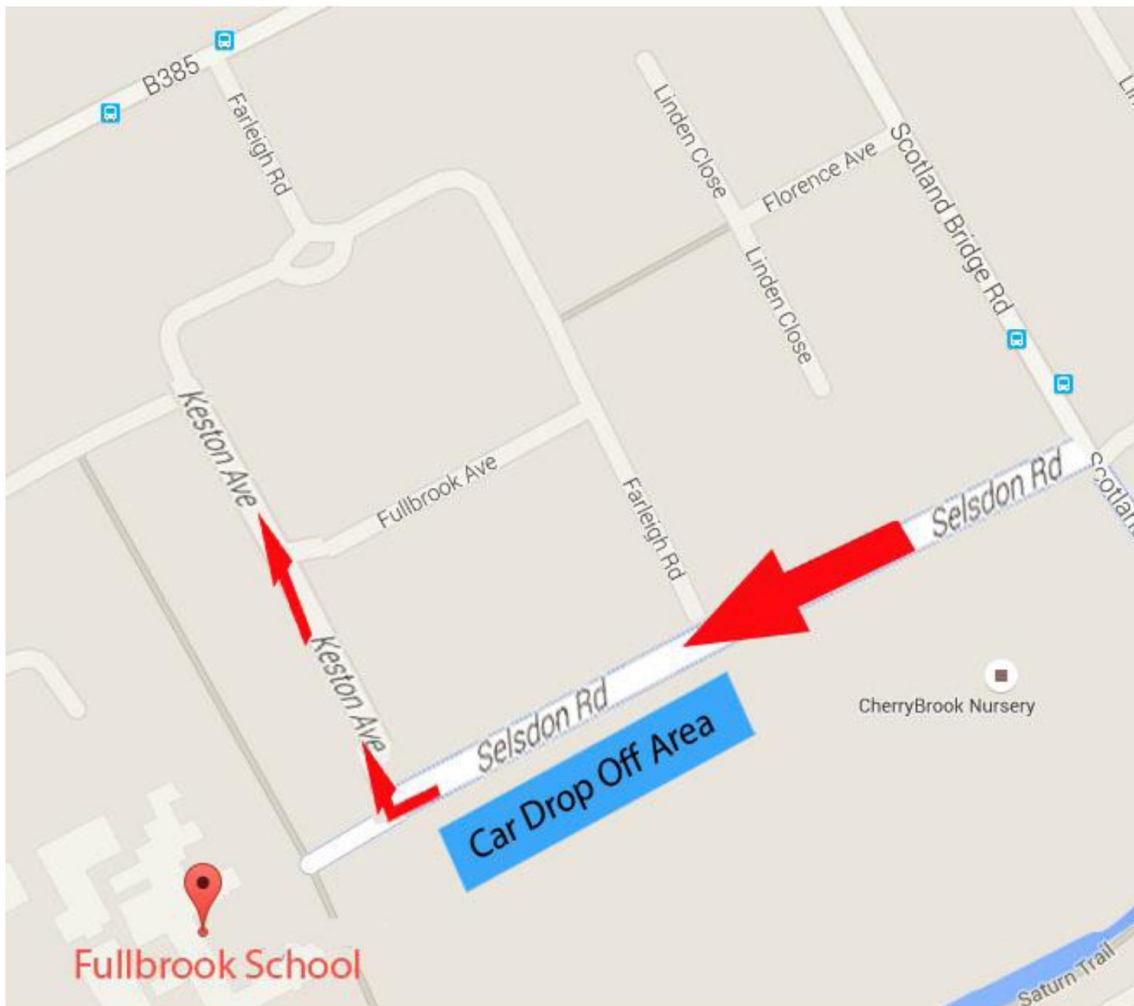 B385
Farleigh Rd
Linden Close
Florence Ave
Scotland Bridge Rd
Linden Close
Keston Ave
Fullbrook Ave
Farleigh Rd
Selsdon Rd
Keston Ave
Selsdon Rd
CherryBrook Nursery
Car Drop Off Area
Fullbrook School
Saturn Trail